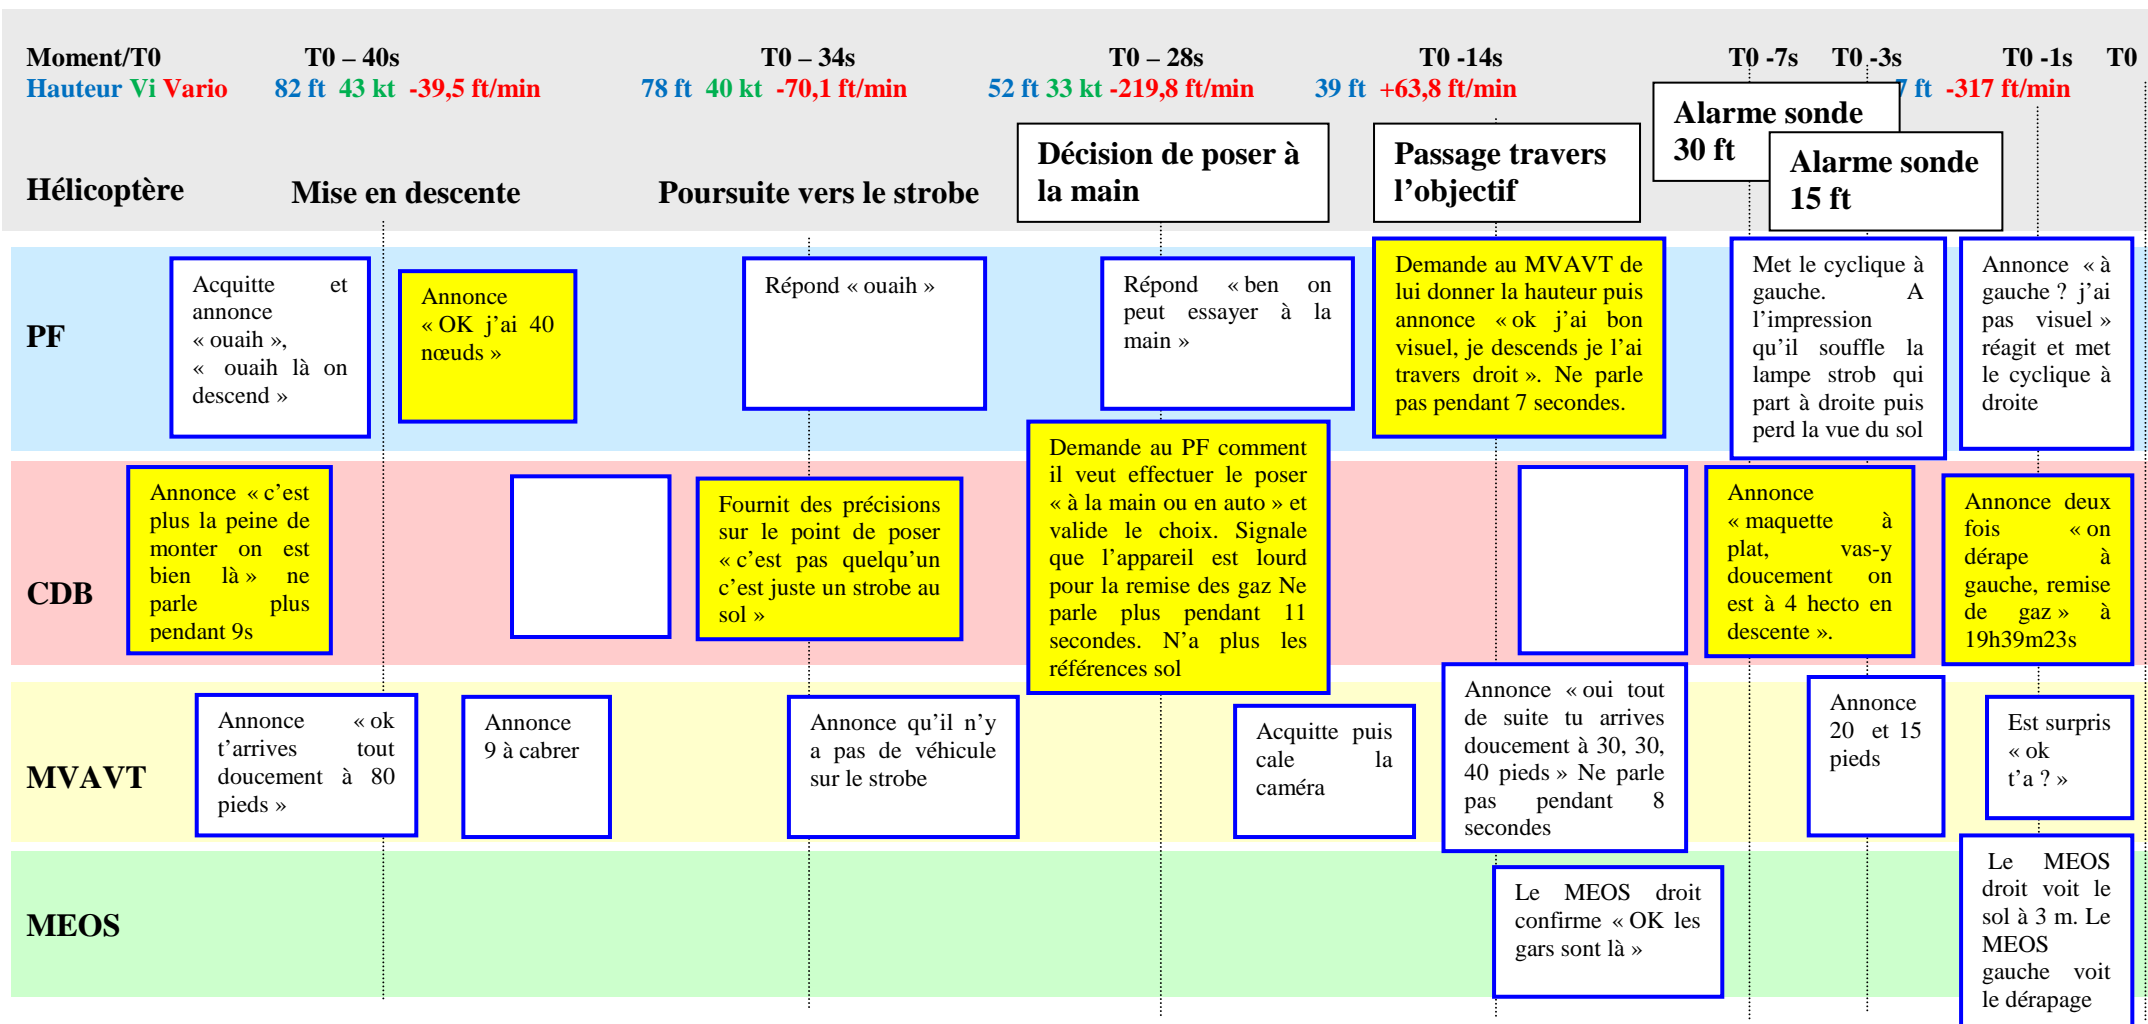 Moment/T0 T0 – 40s T0 – 34s T0 – 28s T0 -14s T0 -7s T0 -3s T0 -1s T0
Hauteur Vi Vario 82 ft 43 kt -39,5 ft/min 78 ft 40 kt -70,1 ft/min 52 ft 33 kt -219,8 ft/min 39 ft +63,8 ft/min 7 ft -317 ft/min
Hélicoptère
Mise en descente
Poursuite vers le strobe
Décision de poser à
la main
Passage travers
l’objectif
Alarme sonde
30 ft
Alarme sonde
15 ft
PF
Acquitte et
annonce
« ouaih »,
« ouaih là on
descend »
Annonce
« OK j’ai 40
nœuds »
Répond « ouaih »
Répond « ben on
peut essayer à la
main »
Demande au MVAVT de
lui donner la hauteur puis
annonce « ok j’ai bon
visuel, je descends je l’ai
travers droit ». Ne parle
pas pendant 7 secondes.
Met le cyclique à
gauche. A
l’impression
qu’il souffle la
lampe strob qui
part à droite puis
perd la vue du sol
Annonce « à
gauche ? j’ai
pas visuel »
réagit et met
le cyclique à
droite
CDB
Annonce « c’est
plus la peine de
monter on est
bien là » ne
parle plus
pendant 9s
Fournit des précisions
sur le point de poser
« c’est pas quelqu’un
c’est juste un strobe au
sol »
Demande au PF comment
il veut effectuer le poser
« à la main ou en auto » et
valide le choix. Signale
que l’appareil est lourd
pour la remise des gaz Ne
parle plus pendant 11
secondes. N’a plus les
références sol
Annonce
« maquette à
plat, vas-y
doucement on
est à 4 hecto en
descente ».
Annonce deux
fois « on
dérape à
gauche, remise
de gaz » à
19h39m23s
MVAVT
Annonce « ok
t’arrives tout
doucement à 80
pieds »
Annonce
9 à cabrer
Annonce qu’il n’y
a pas de véhicule
sur le strobe
Acquitte puis
cale la
caméra
Annonce « oui tout
de suite tu arrives
doucement à 30, 30,
40 pieds » Ne parle
pas pendant 8
secondes
Annonce
20 et 15
pieds
Est surpris
« ok
t’a ? »
MEOS
Le MEOS droit
confirme « OK les
gars sont là »
Le MEOS
droit voit le
sol à 3 m. Le
MEOS
gauche voit
le dérapage